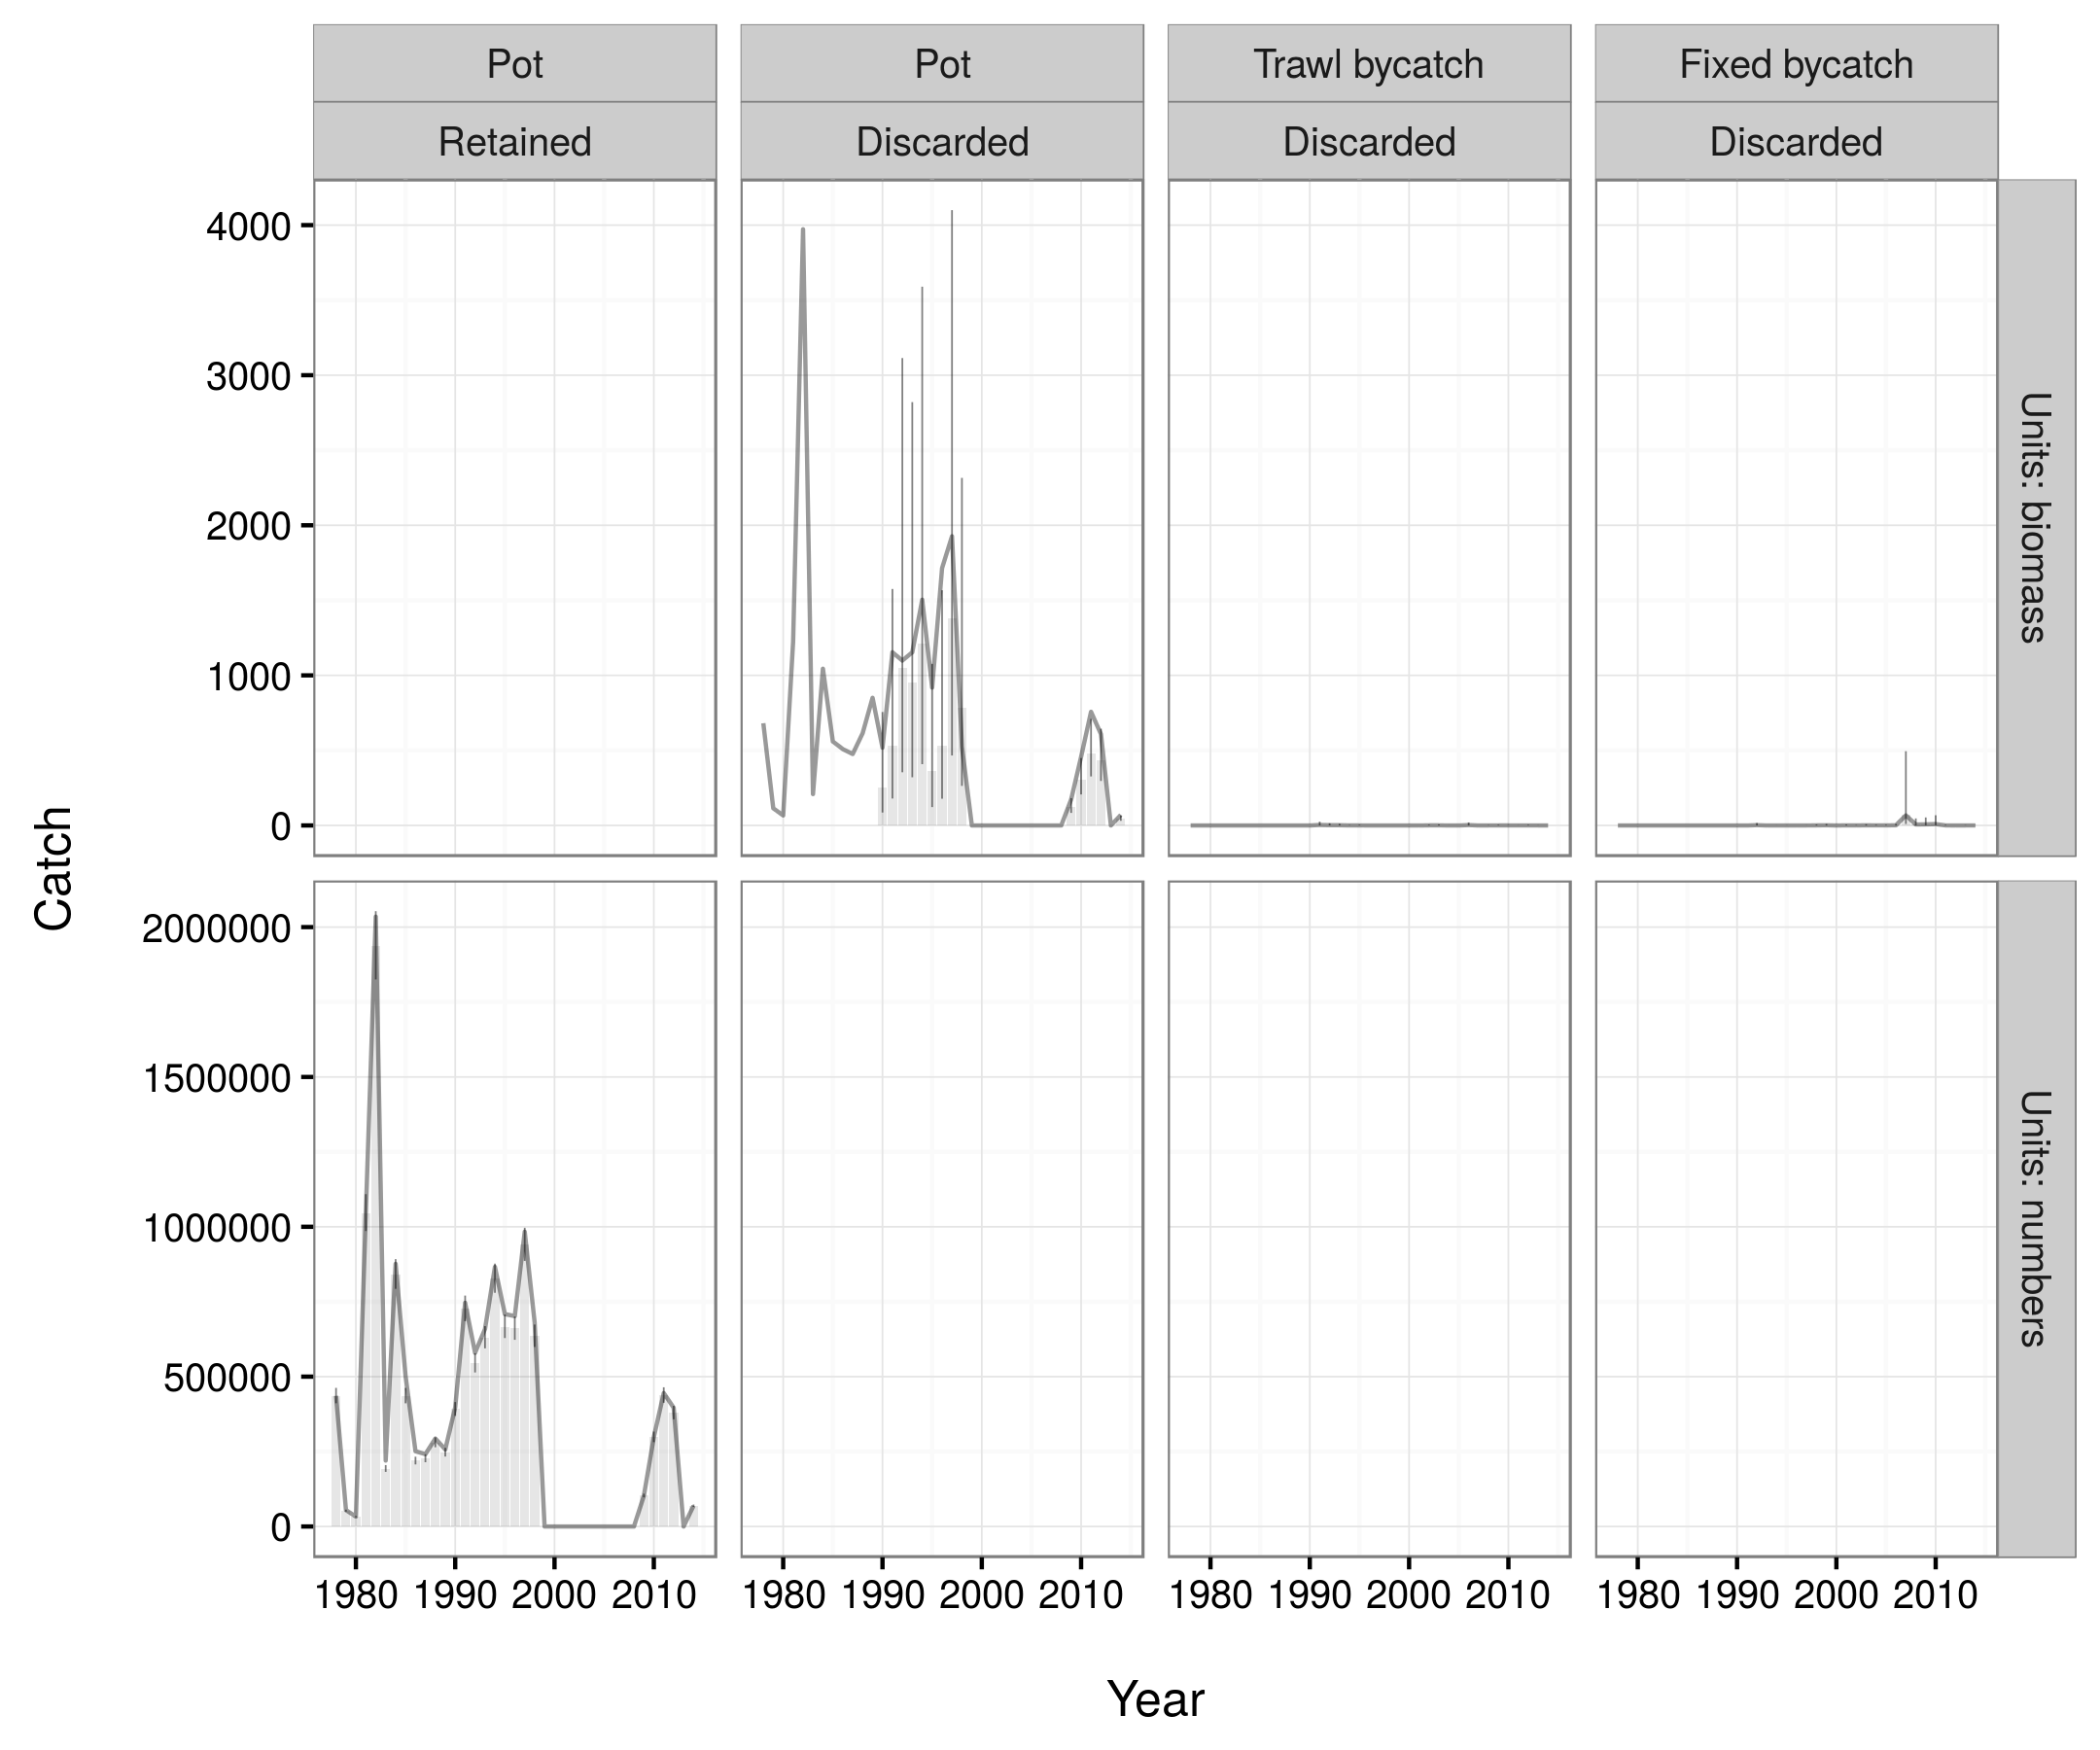 Pot Pot Trawl bycatch Fixed bycatch
Retained Discarded Discarded Discarded
4000
3000
2000
1000
0
Units: biomass
Catch
2000000
1500000
1000000
500000
0
Units: numbers
1980 1990 2000 2010 1980 1990 2000 2010 1980 1990 2000 2010 1980 1990 2000 2010
Year